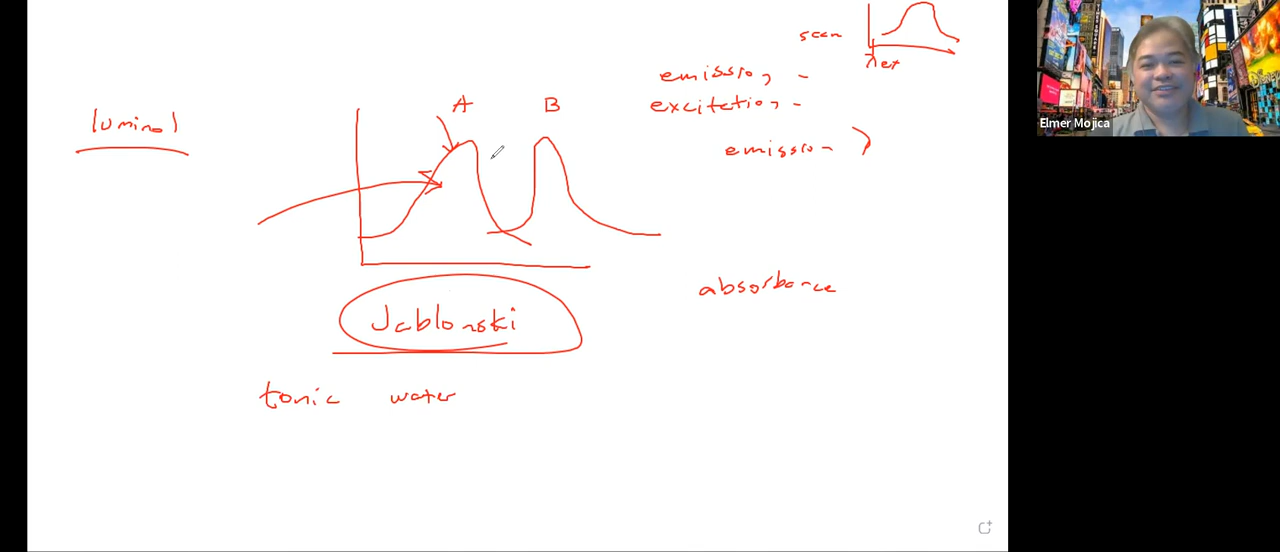 luminol
A B
scan
λex
emission -
excitation -
emission - λ
absorbance
Jablonski
tonic water
Elmer Mojica